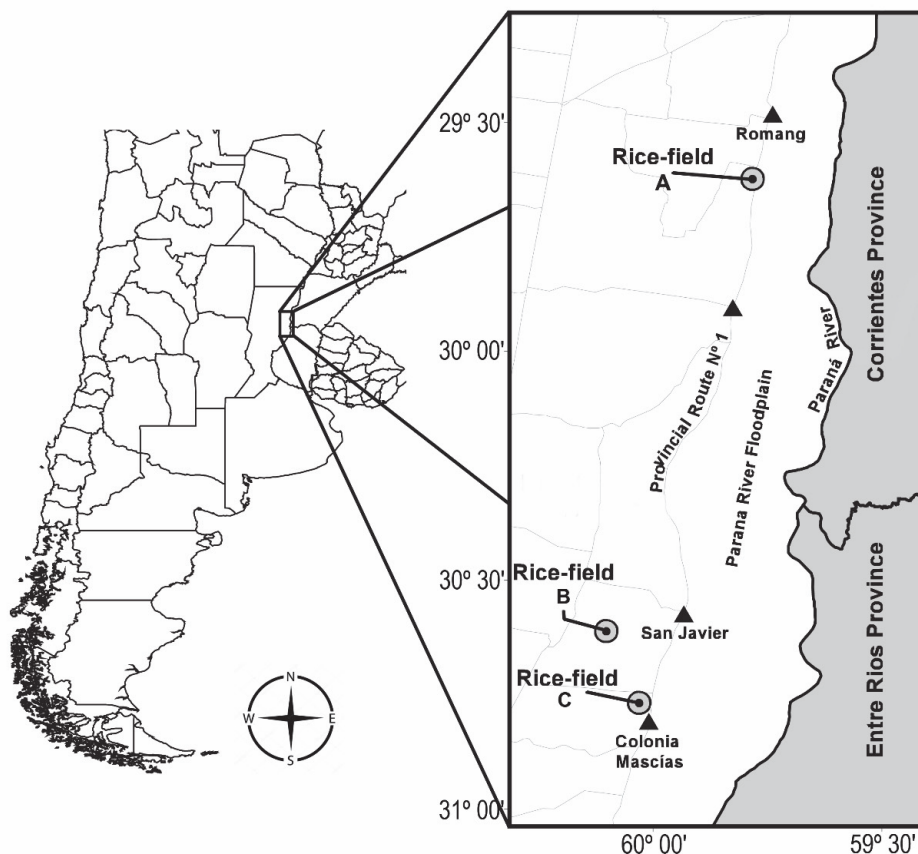 29º 30'
30º 00'
30º 30'
31º 00'
60º 00'
59º 30'
Romang
Rice-field
A
Provincial Route Nº 1
Parana River Floodplain
Paraná River
Corrientes Province
Rice-field
B
San Javier
Rice-field
C
Colonia
Mascías
Entre Rios Province
N
W
E
S